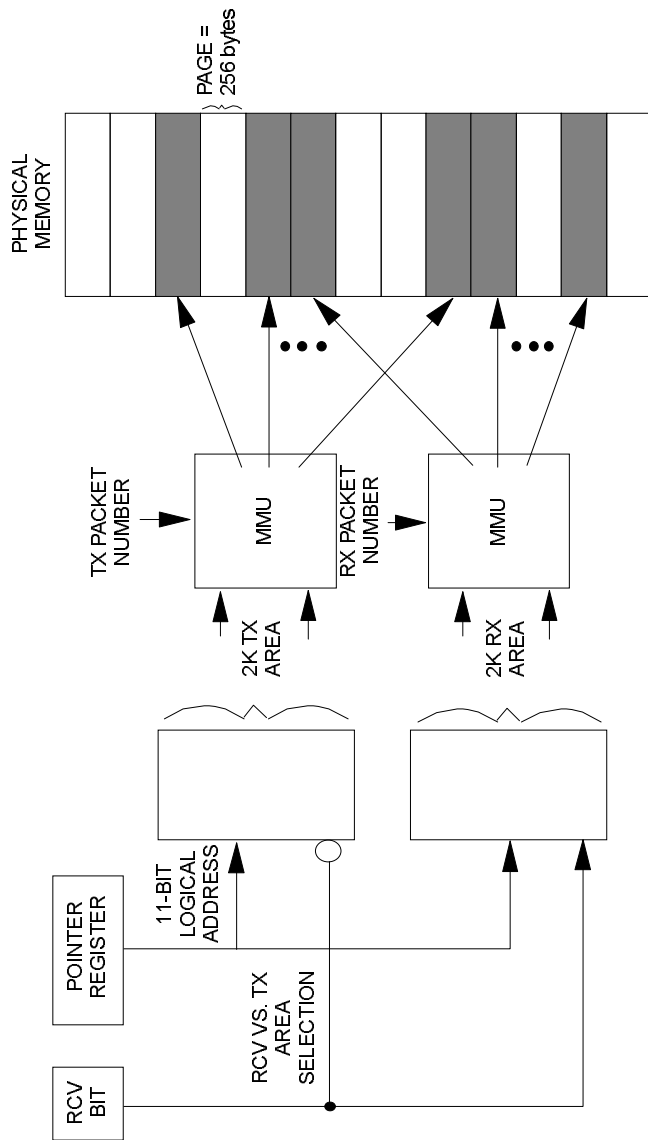 RCV
BIT
POINTER
REGISTER
11-BIT
LOGICAL
ADDRESS
RCV VS. TX
AREA
SELECTION
2K TX
AREA
2K RX
AREA
TX PACKET
NUMBER
MMU
RX PACKET
NUMBER
MMU
PHYSICAL
MEMORY
PAGE =
256 bytes